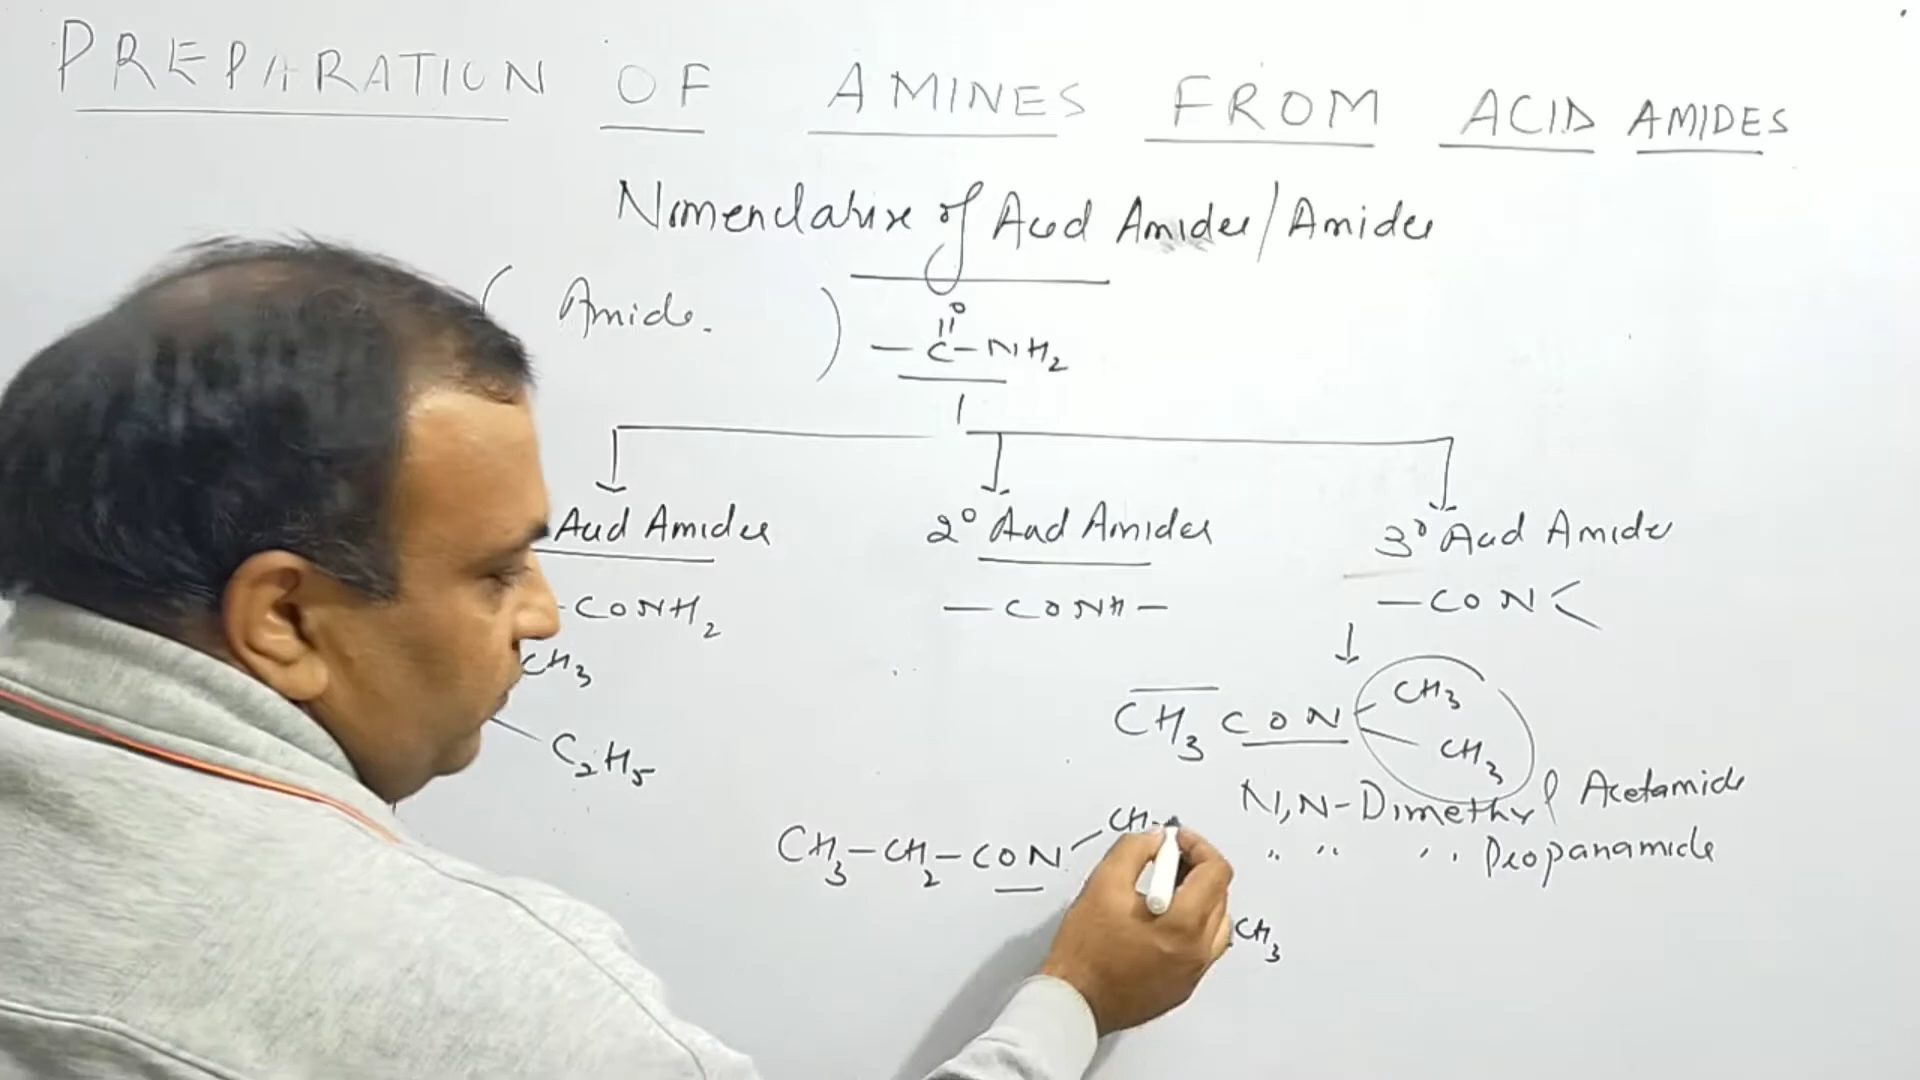 PREPARATION OF AMINES FROM ACID AMIDES
Nomenclature of Acid Amides/Amides
( Amide. )
O
||
—C—NH2
Acid Amides 2° Acid Amides 3° Acid Amide
-CONH2 —CONH— —CON<
CH3
C2H5
CH3CON CH3
CH3
N,N-Dimethyl Acetamide
" " " Propanamide
CH3—CH2—CON CH
CH3